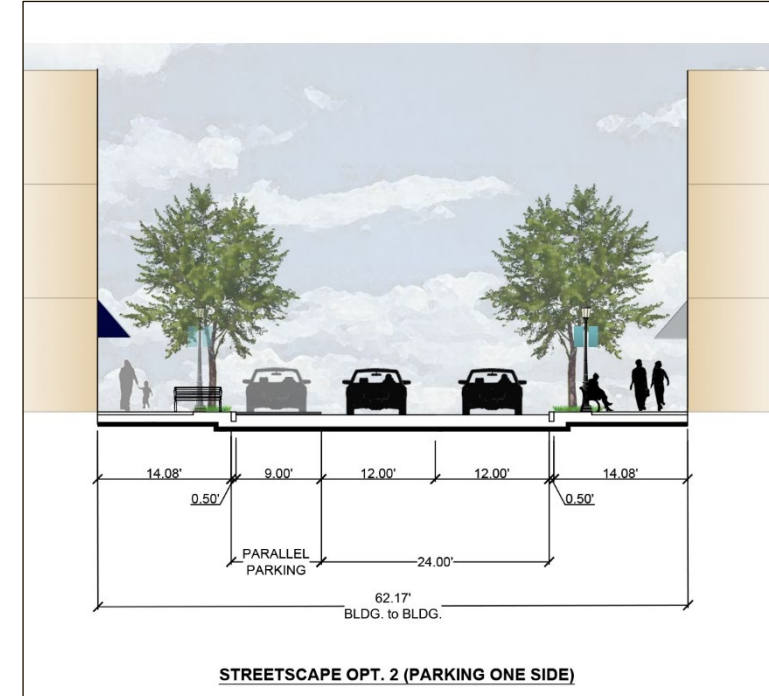 14.08'
9.00'
12.00'
12.00'
14.08'
0.50'
0.50'
PARALLEL
PARKING
24.00'
62.17'
BLDG. to BLDG.
STREETSCAPE OPT. 2 (PARKING ONE SIDE)